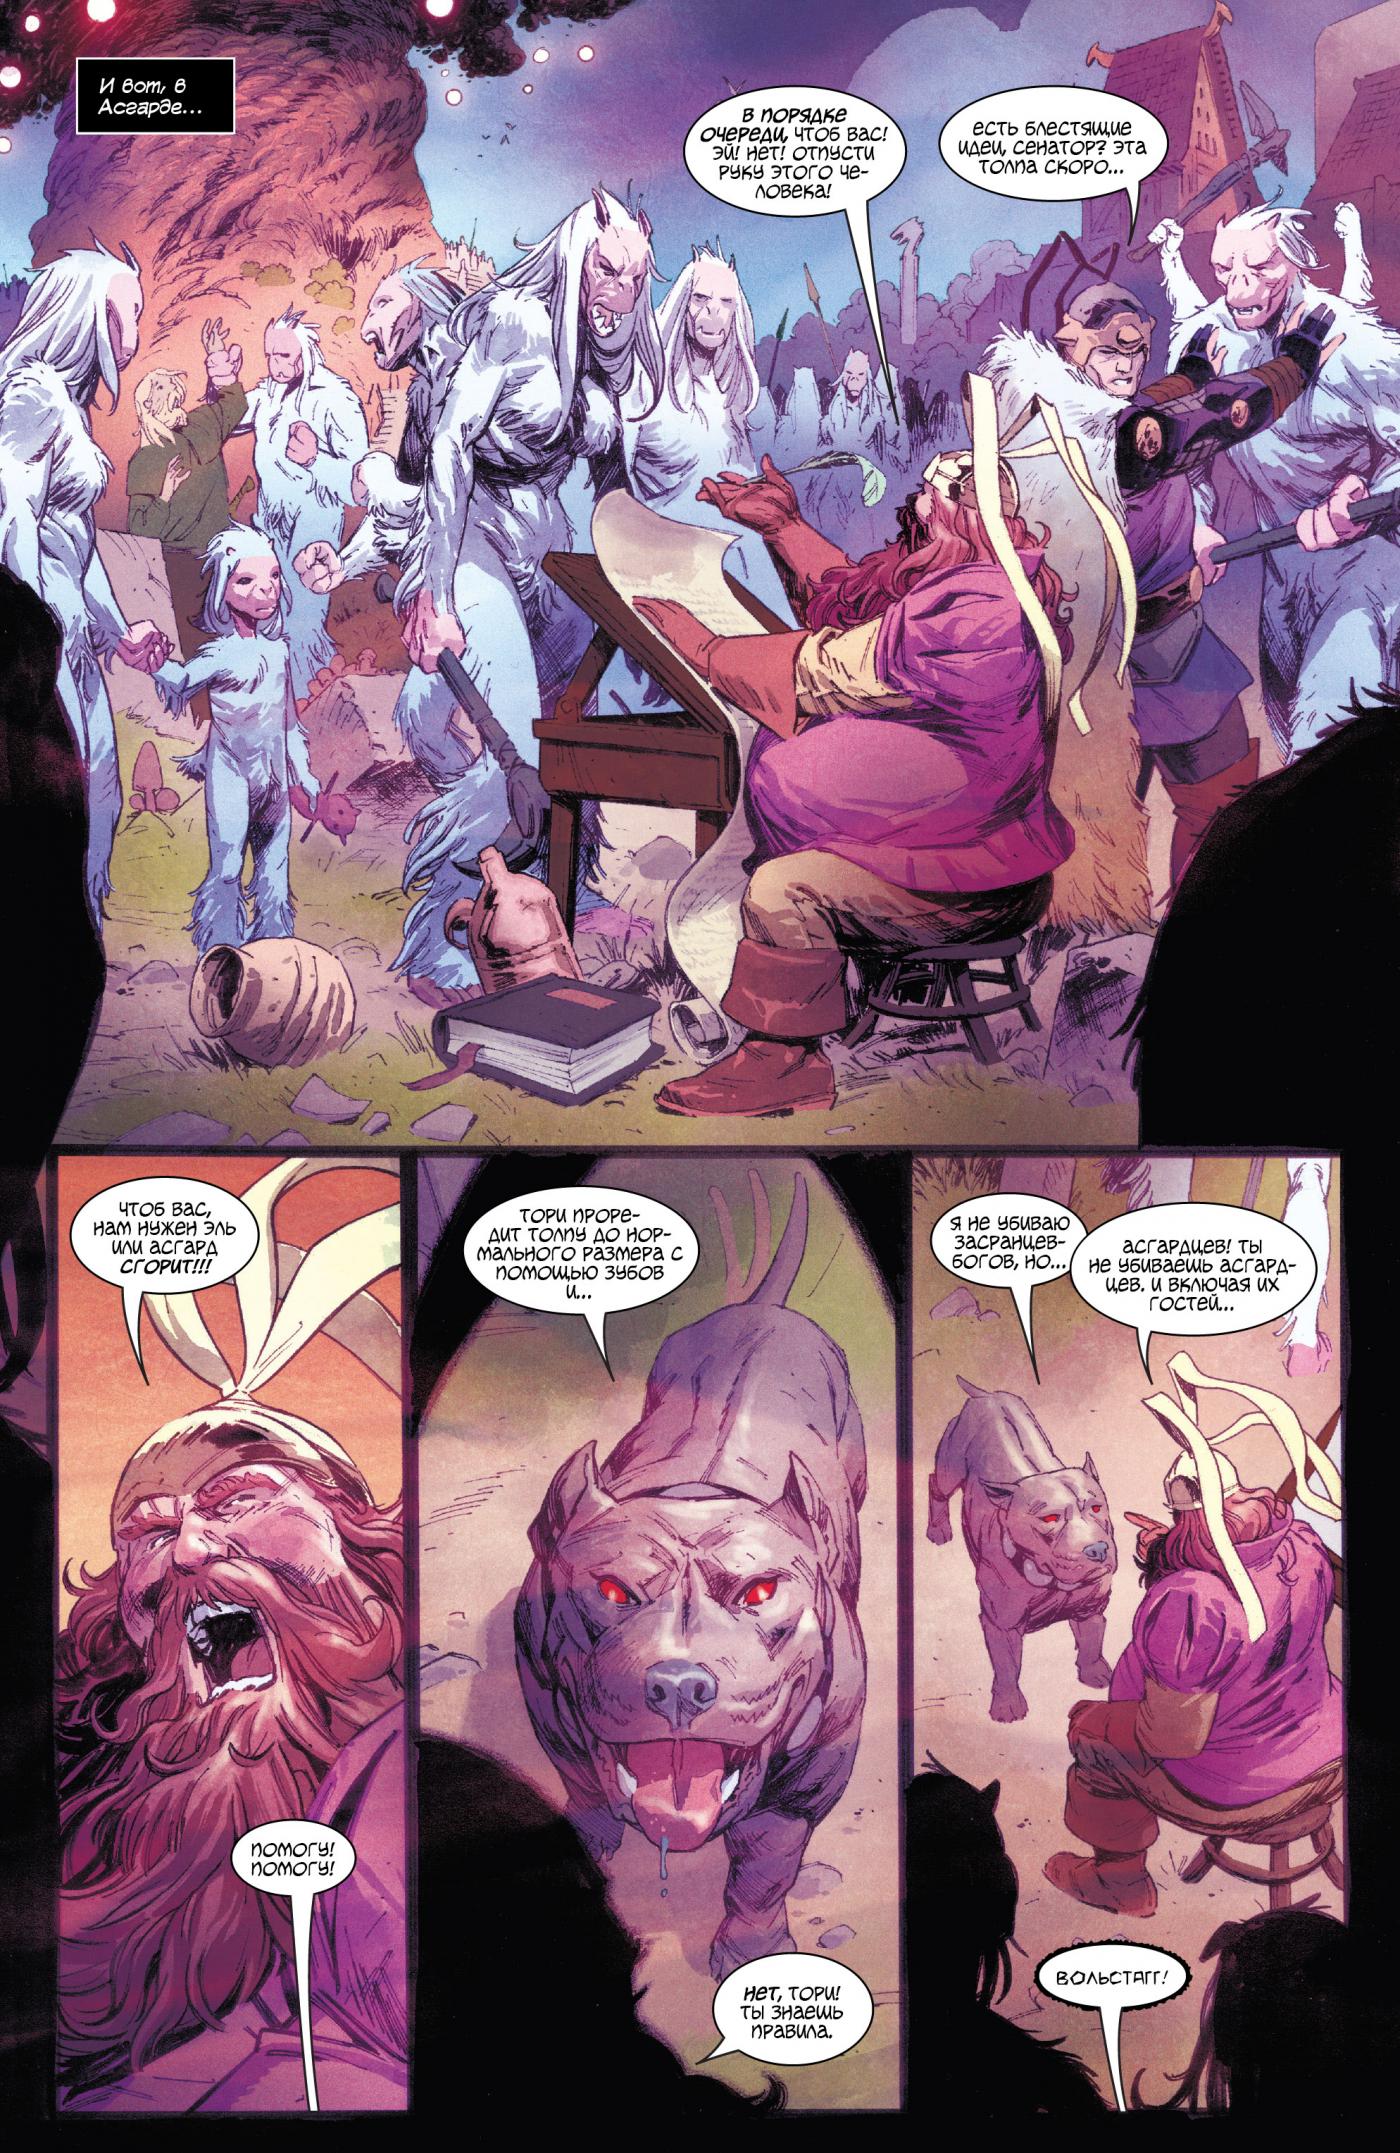 И вот, в
Асгарде...
В ПОРЯДКЕ
ОЧЕРЕДИ, ЧТОБ ВАС!
ЭЙ! НЕТ! ОТПУСТИ
РУКУ ЭТОГО ЧЕ-
ЛОВЕКА!
ЕСТЬ БЛЕСТЯЩИЕ
ИДЕИ, СЕНАТОР? ЭТА
ТОЛПА СКОРО...
ЧТОБ ВАС,
НАМ НУЖЕН ЭЛЬ
ИЛИ АСГАРД
СГОРИТ!!!
ПОМОГУ!
ПОМОГУ!
ТОРИ ПРОРЕ-
ДИТ ТОЛПУ ДО НОР-
МАЛЬНОГО РАЗМЕРА С
ПОМОЩЬЮ ЗУБОВ
И...
НЕТ, ТОРИ!
ТЫ ЗНАЕШЬ
ПРАВИЛА.
Я НЕ УБИВАЮ
ЗАСРАНЦЕВ-
БОГОВ, НО...
АСГАРДЦЕВ! ТЫ
НЕ УБИВАЕШЬ АСГАРД-
ЦЕВ. И ВКЛЮЧАЯ ИХ
ГОСТЕЙ...
ВОЛЬСТАГГ!